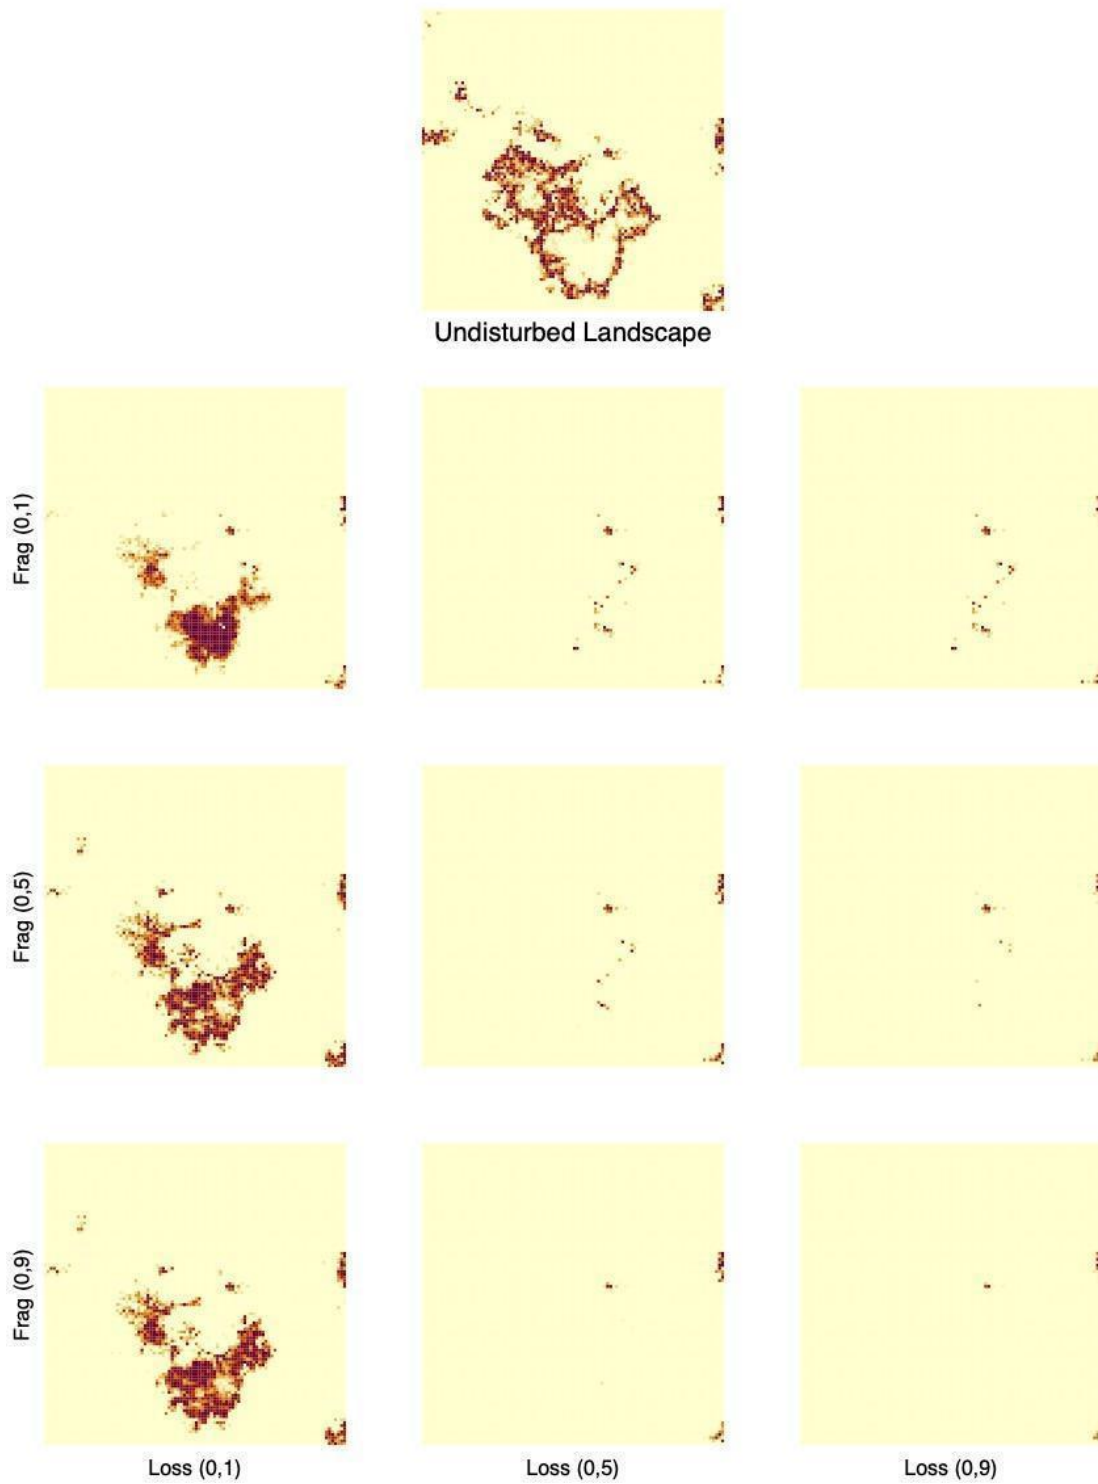 Undisturbed Landscape
Frag (0,1)
Frag (0,5)
Frag (0,9)
Loss (0,1)
Loss (0,5)
Loss (0,9)